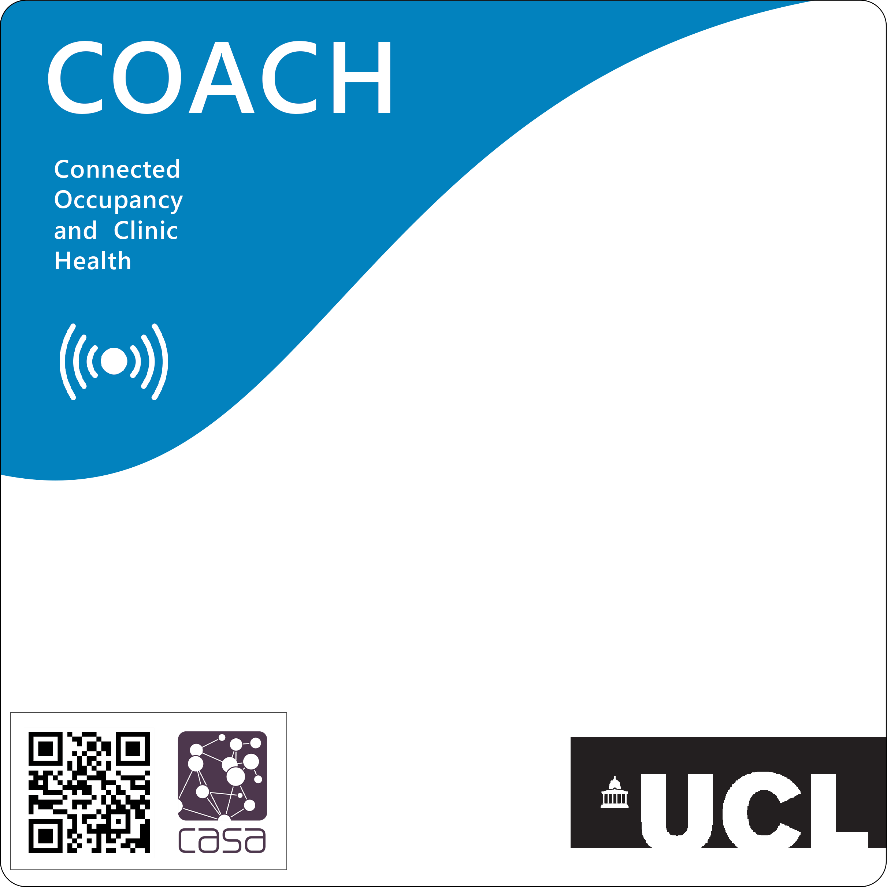 COACH
Connected
Occupancy
and Clinic
Health
casa
UCL